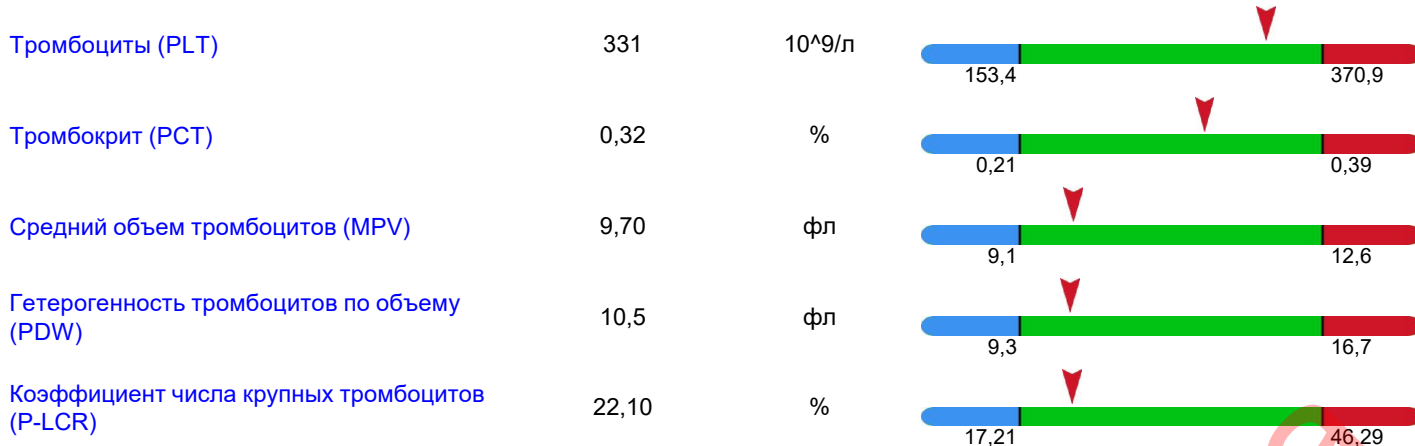 Тромбоциты (PLT) 331 10^9/л
153,4 370,9
Тромбокрит (PCT) 0,32 %
0,21 0,39
Средний объем тромбоцитов (MPV) 9,70 фл
9,1 12,6
Гетерогенность тромбоцитов по объему
(PDW) 10,5 фл
9,3 16,7
Коэффициент числа крупных тромбоцитов
(P-LCR) 22,10 %
17,21 46,29